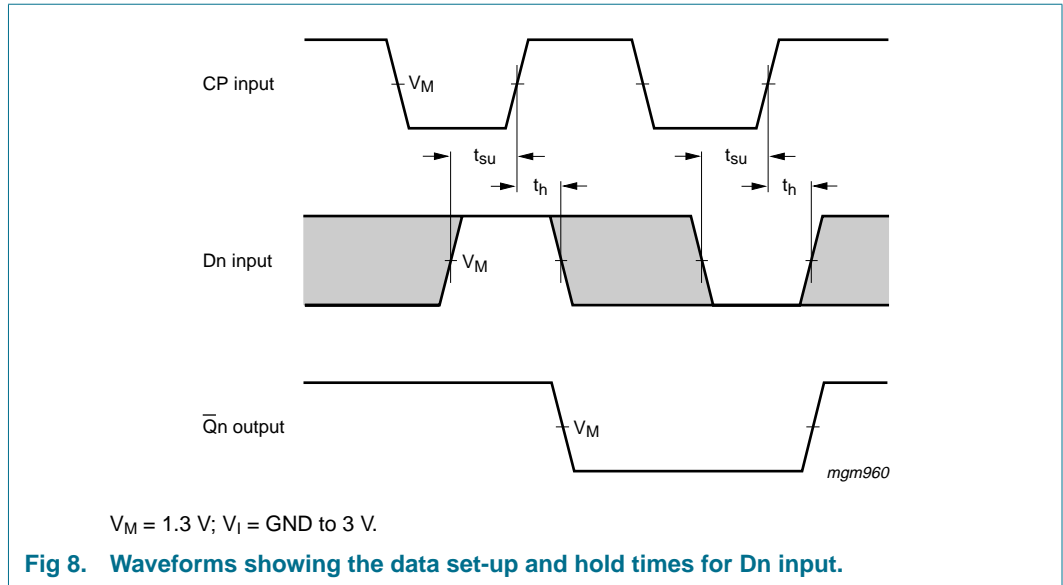 CP input
VM
tsu
tsu
th
th
Dn input
VM
Q̅n output
VM
mgm960
VM = 1.3 V; VI = GND to 3 V.
Fig 8. Waveforms showing the data set-up and hold times for Dn input.